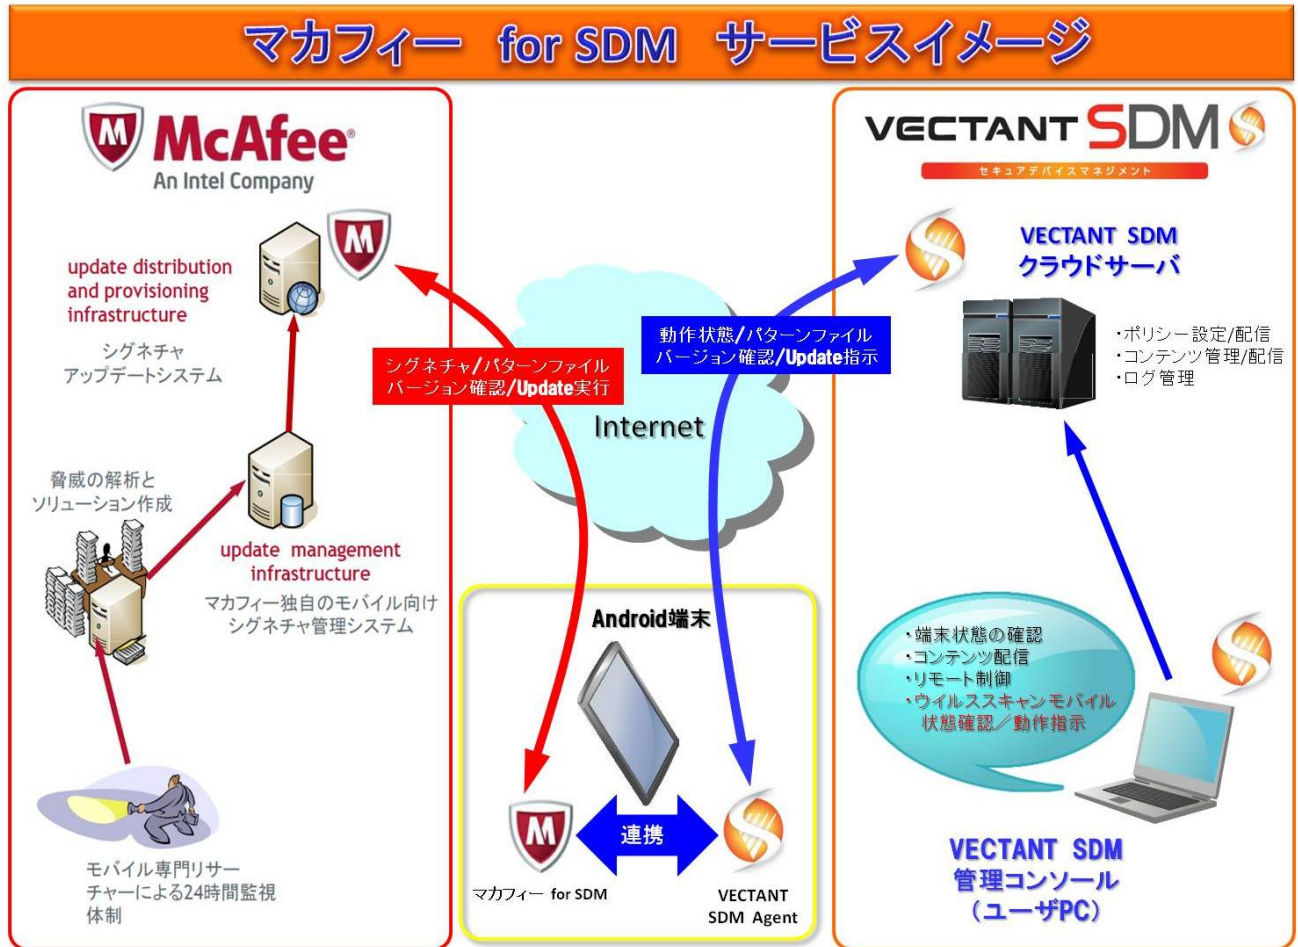 マカフィー for SDM サービスイメージ
McAfee®
An Intel Company
update distribution
and provisioning
infrastructure
シグネチャ
アップデートシステム
脅威の解析と
ソリューション作成
update management
infrastructure
マカフィー独自のモバイル向け
シグネチャ管理システム
モバイル専門リサー
チャーによる24時間監視
体制
シグネチャ/パターンファイル
バージョン確認/Update実行
動作状態/パターンファイル
バージョン確認/Update指示
Internet
Android端末
連携
マカフィー for SDM
VECTANT
SDM Agent
VECTANT SDM
セキュアデバイスマネジメント
VECTANT SDM
クラウドサーバ
・ポリシー設定/配信
・コンテンツ管理/配信
・ログ管理
・端末状態の確認
・コンテンツ配信
・リモート制御
・ウイルススキャンモバイル
状態確認／動作指示
VECTANT SDM
管理コンソール
（ユーザPC）